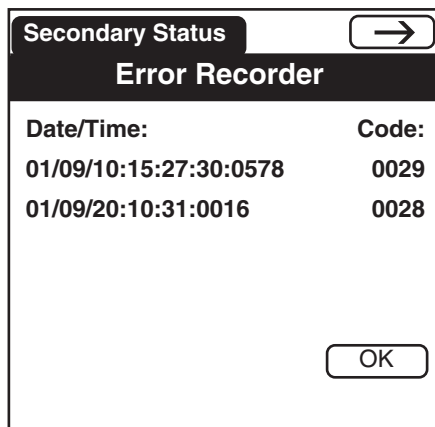 Secondary Status
Error Recorder
Date/Time: Code:
01/09/10:15:27:30:0578 0029
01/09/20:10:31:0016 0028
OK